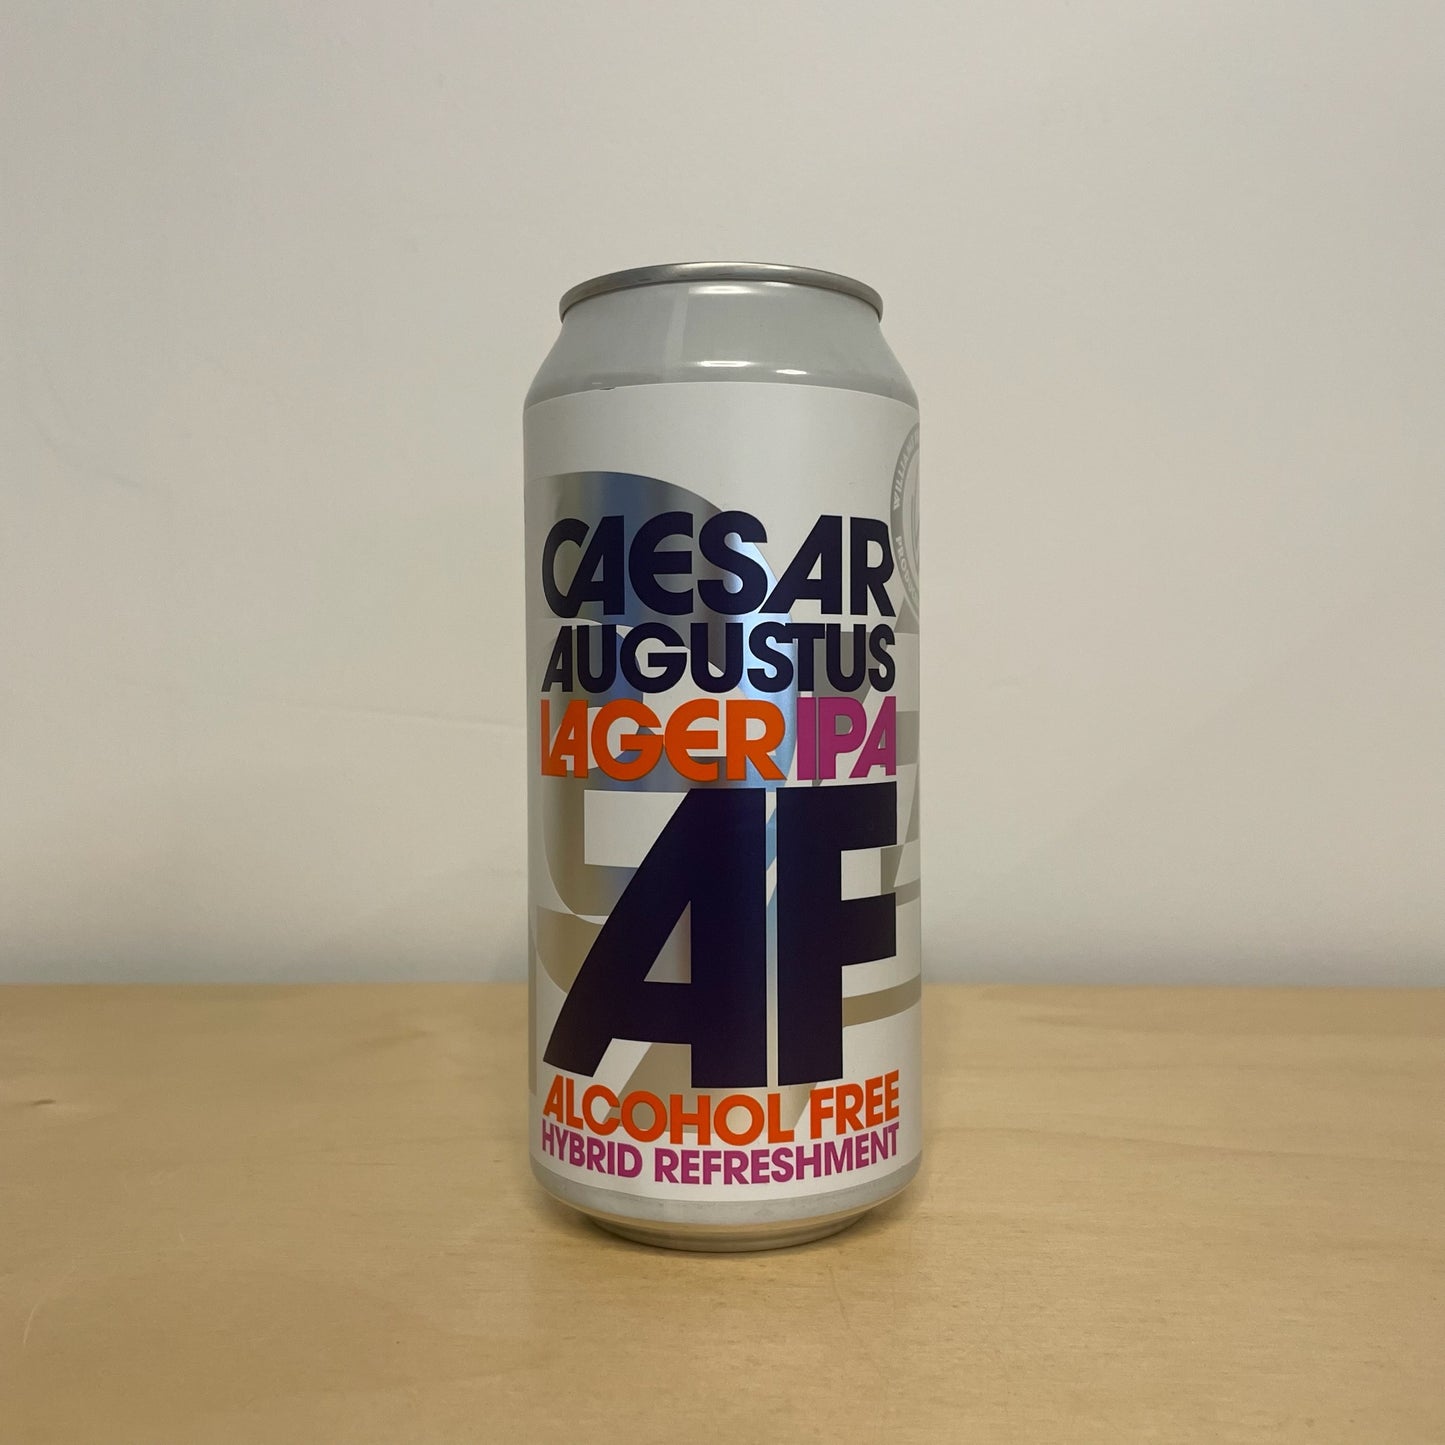 CAESAR
AUGUSTUS
LAGER IPA
AF
ALCOHOL FREE
HYBRID REFRESHMENT